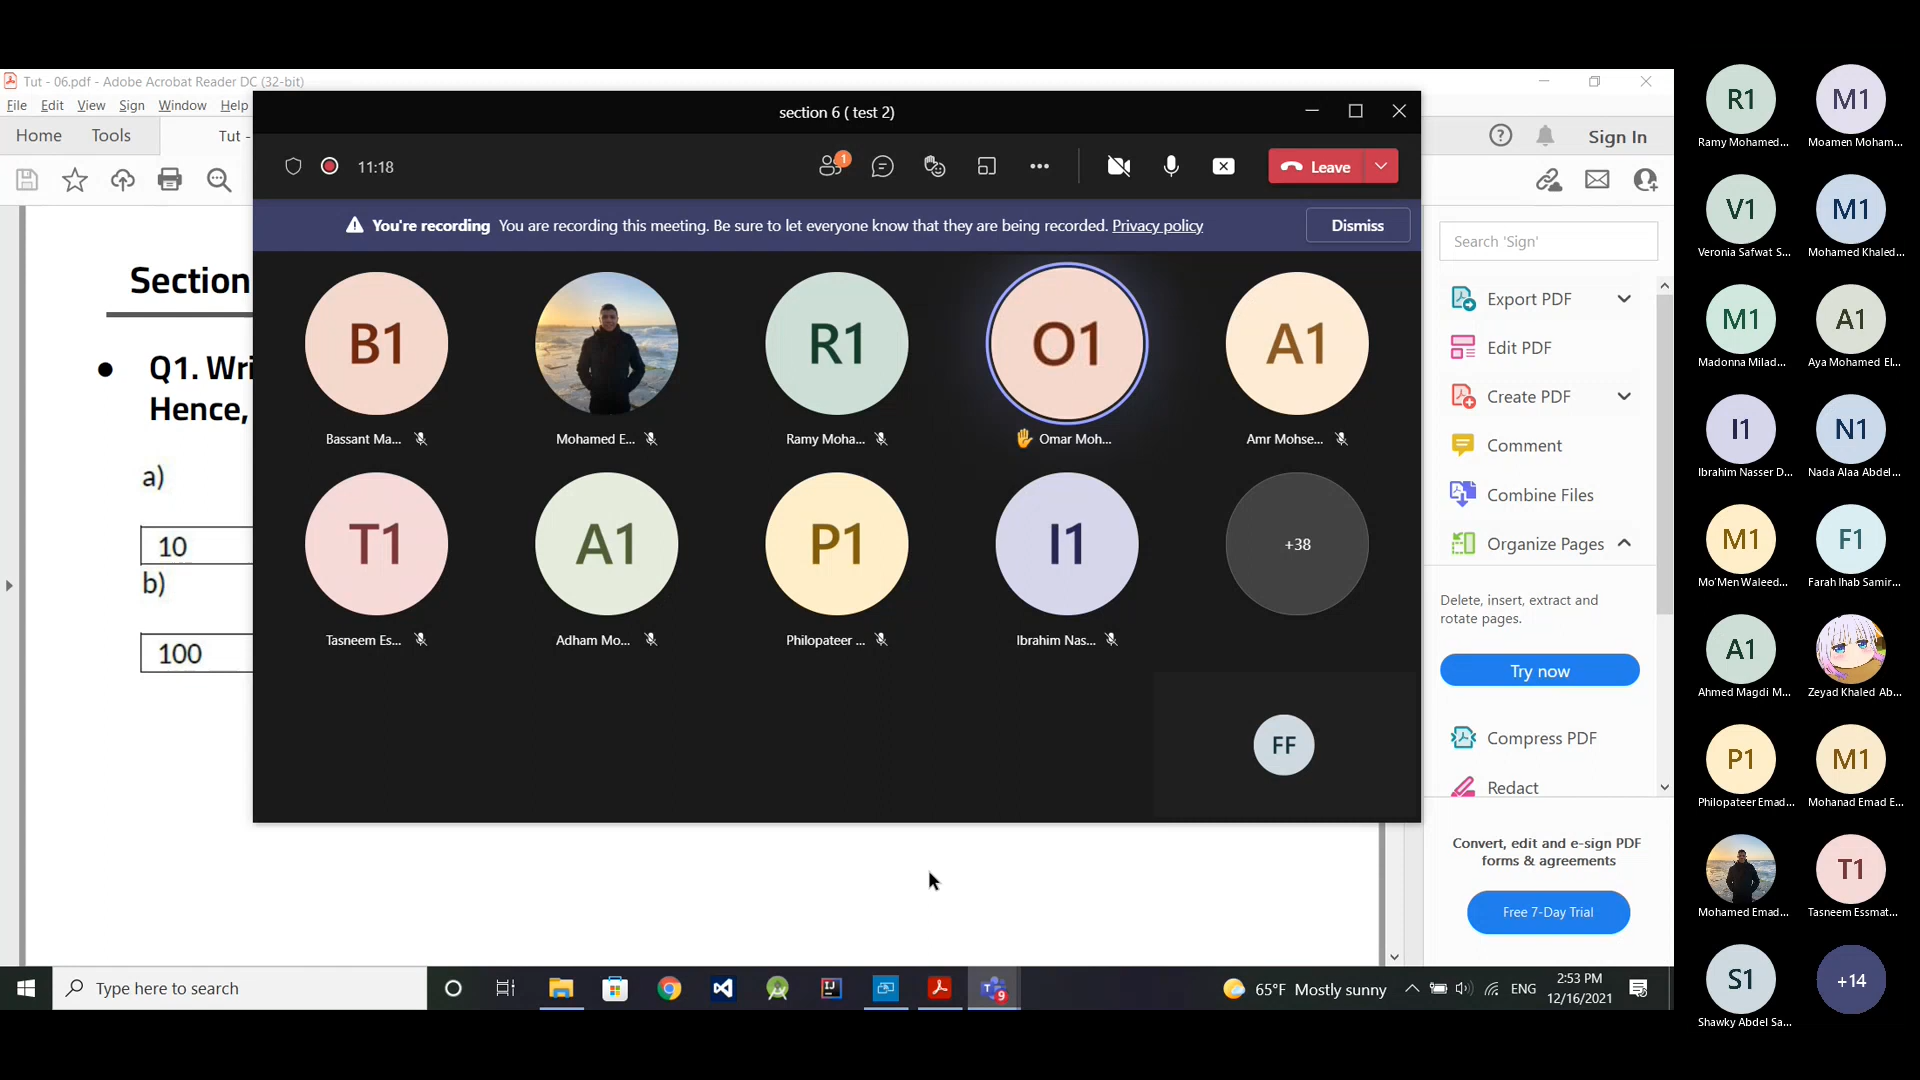 Tut - 06.pdf - Adobe Acrobat Reader DC (32-bit)
File Edit View Sign Window Help
Home Tools Tut -
Sign In
section 6 ( test 2)
11:18
1
Leave
You're recording You are recording this meeting. Be sure to let everyone know that they are being recorded. Privacy policy
Dismiss
Section
Q1. Wri
Hence,
a)
10
b)
100
B1
R1
O1
A1
Bassant Ma...
Mohamed E...
Ramy Moha...
Omar Moh...
Amr Mohse...
T1
A1
P1
I1
+38
Tasneem Es...
Adham Mo...
Philopateer ...
Ibrahim Nas...
FF
Search 'Sign'
Export PDF
Edit PDF
Create PDF
Comment
Combine Files
Organize Pages
Delete, insert, extract and
rotate pages.
Try now
Compress PDF
Redact
Convert, edit and e-sign PDF
forms & agreements
Free 7-Day Trial
Type here to search
9
65°F Mostly sunny
ENG
2:53 PM
12/16/2021
R1 M1
Ramy Mohamed... Moamen Moham...
V1 M1
Veronia Safwat S... Mohamed Khaled...
M1 A1
Madonna Milad... Aya Mohamed El...
I1 N1
Ibrahim Nasser D... Nada Alaa Abdel...
M1 F1
Mo'Men Waleed... Farah Ihab Samir...
A1
Ahmed Magdi M... Zeyad Khaled Ab...
P1 M1
Philopateer Emad... Mohanad Emad E...
T1
Mohamed Emad... Tasneem Essmat...
S1 +14
Shawky Abdel Sa...